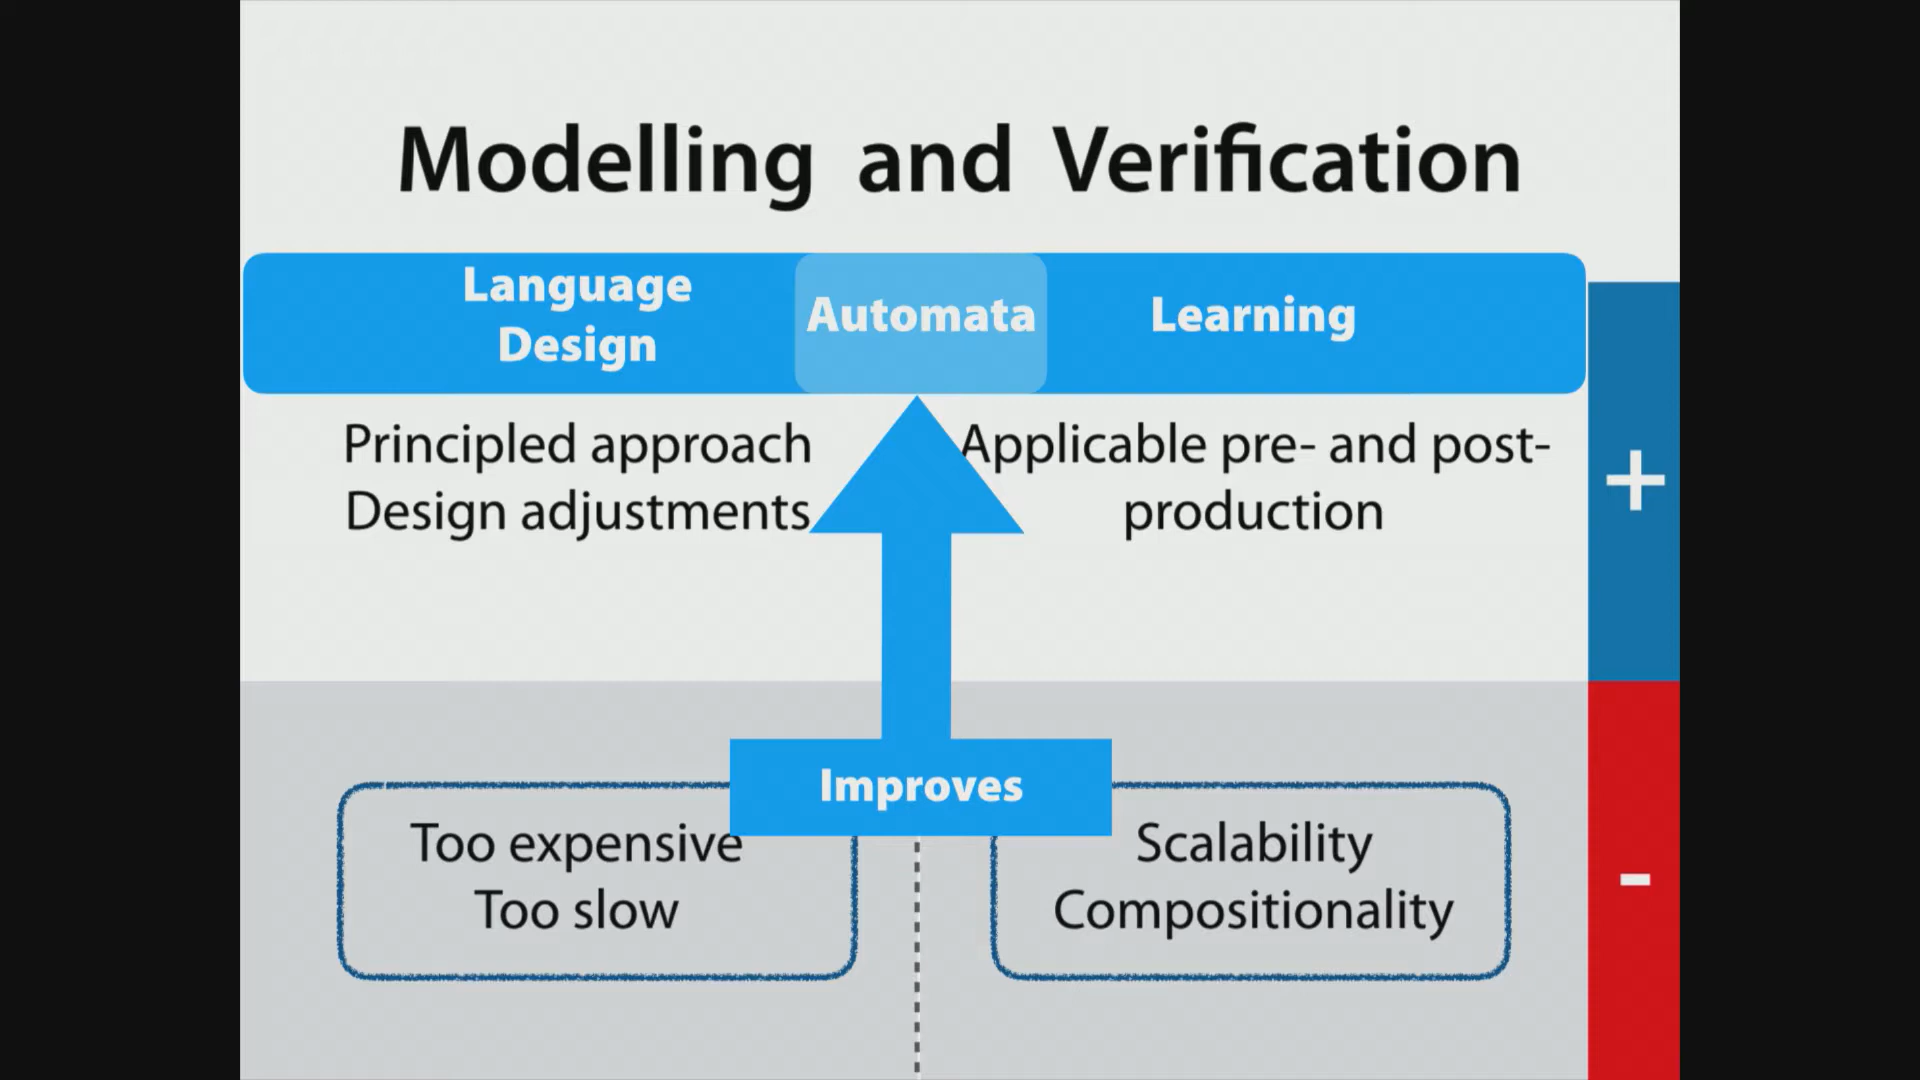 Modelling and Verification
Language
Design
Automata
Learning
Principled approach
Design adjustments
Applicable pre- and post-
production
+
Improves
Too expensive
Too slow
Scalability
Compositionality
-